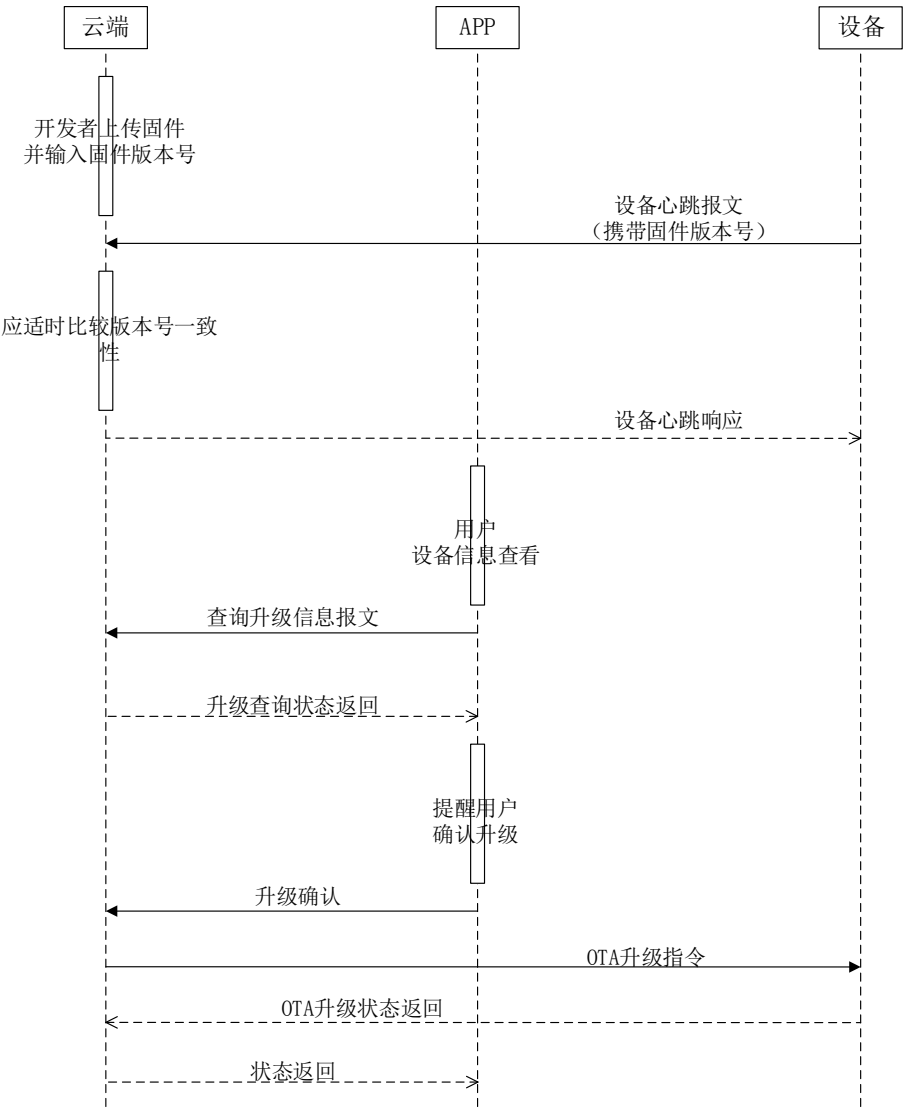 云端
APP
设备
开发者上传固件
并输入固件版本号
设备心跳报文
（携带固件版本号）
应适时比较版本号一致
性
设备心跳响应
用户
设备信息查看
查询升级信息报文
升级查询状态返回
提醒用户
确认升级
升级确认
OTA升级指令
OTA升级状态返回
状态返回